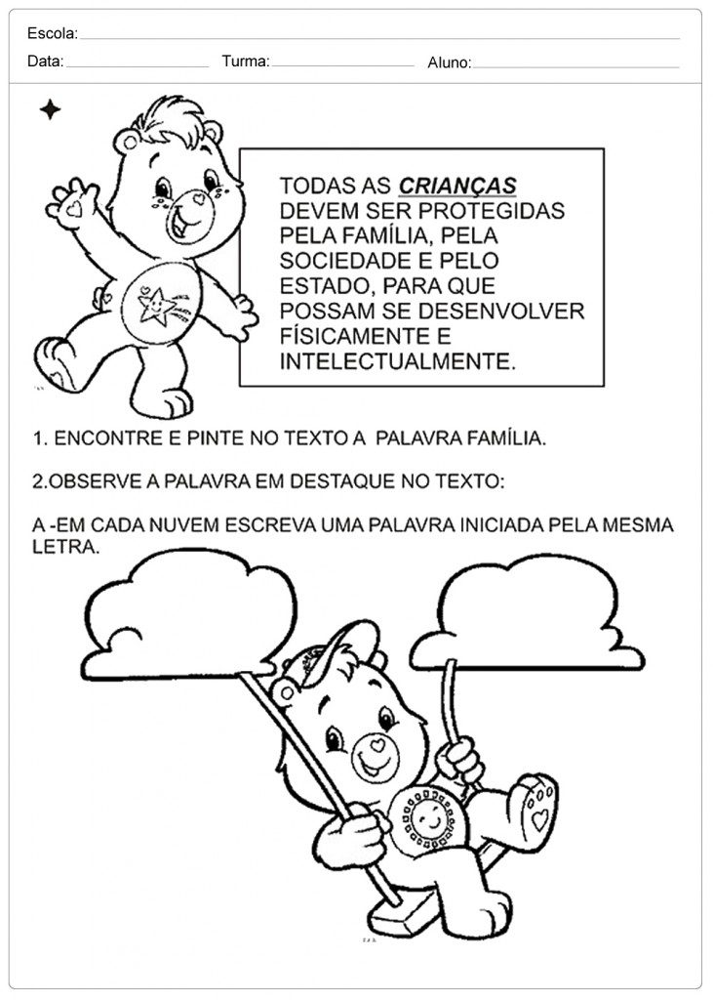 Escola:
Data: Turma: Aluno:
TODAS AS CRIANÇAS
DEVEM SER PROTEGIDAS
PELA FAMÍLIA, PELA
SOCIEDADE E PELO
ESTADO, PARA QUE
POSSAM SE DESENVOLVER
FÍSICAMENTE E
INTELECTUALMENTE.
1. ENCONTRE E PINTE NO TEXTO A PALAVRA FAMÍLIA.
2.OBSERVE A PALAVRA EM DESTAQUE NO TEXTO:
A -EM CADA NUVEM ESCREVA UMA PALAVRA INICIADA PELA MESMA
LETRA.